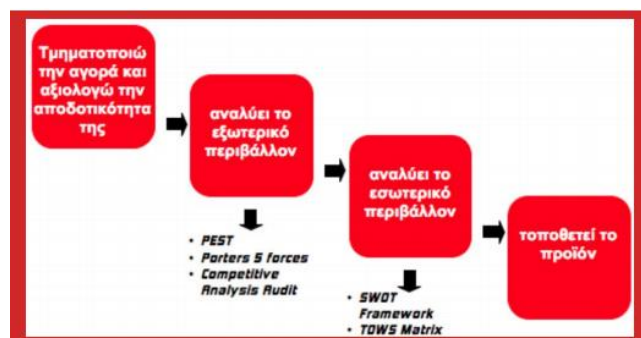 Τμηματοποιώ
την αγορά και
αξιολογώ την
αποδοτικότητα
της
αναλύει το
εξωτερικό
περιβάλλον
• PEST
• Porters 5 forces
• Competitive
Analysis Audit
αναλύει το
εσωτερικό
περιβάλλον
• SWOT
Framework
• TOWS Matrix
τοποθετεί το
προϊόν